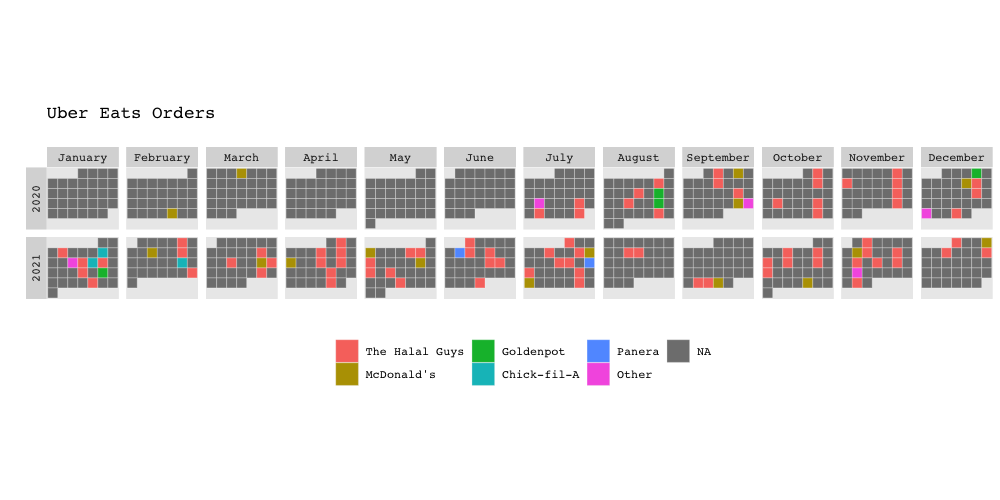 Uber Eats Orders
January February March April May June July August September October November December
2020
2021
The Halal Guys Goldenpot Panera NA
McDonald's Chick-fil-A Other